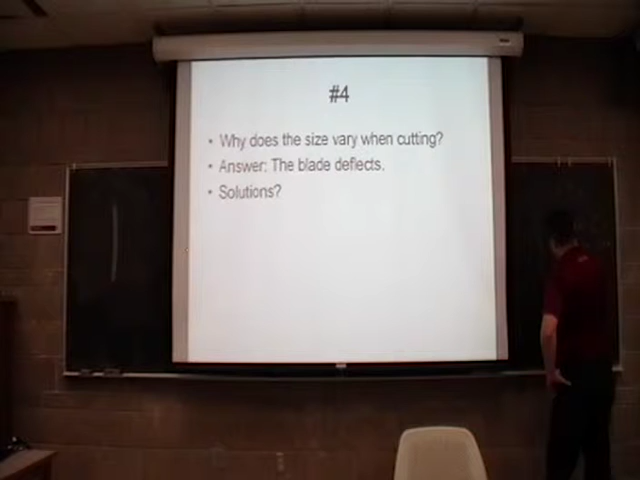 #4
• Why does the size vary when cutting?
• Answer: The blade deflects.
• Solutions?